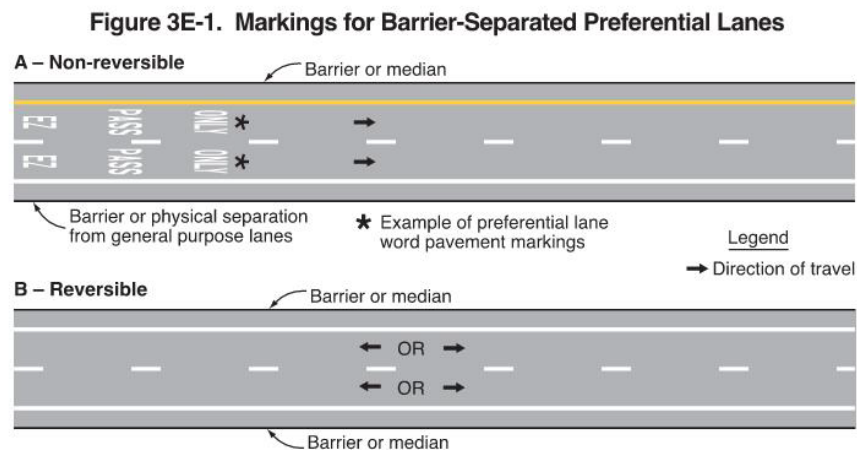 Figure 3E-1. Markings for Barrier-Separated Preferential Lanes
A – Non-reversible
Barrier or median
EZ PASS ONLY *
EZ PASS ONLY *
Barrier or physical separation
from general purpose lanes
* Example of preferential lane
word pavement markings
Legend
→ Direction of travel
B – Reversible
Barrier or median
← OR →
← OR →
Barrier or median